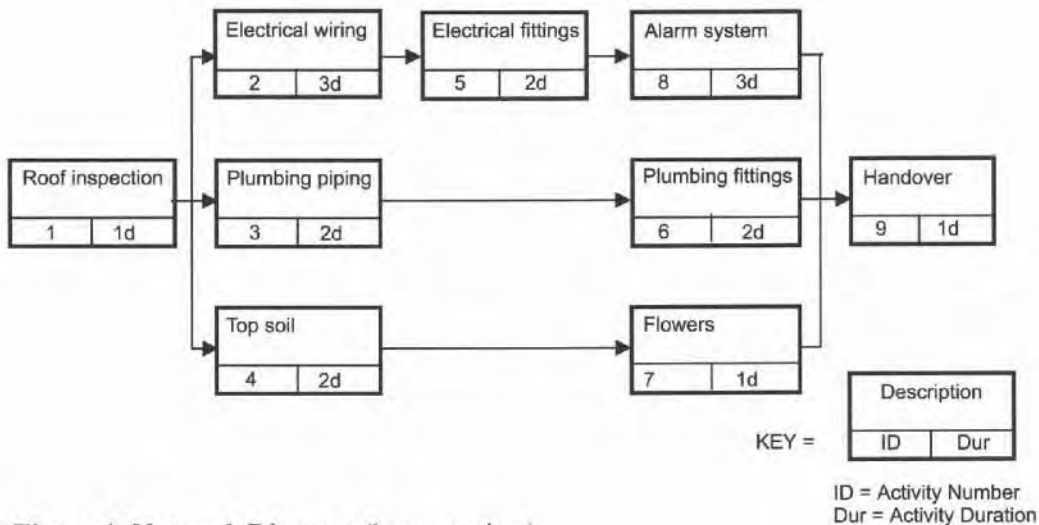 Electrical wiring
2 3d
Electrical fittings
5 2d
Alarm system
8 3d
Roof inspection
1 1d
Plumbing piping
3 2d
Plumbing fittings
6 2d
Handover
9 1d
Top soil
4 2d
Flowers
7 1d
KEY =
Description
ID Dur
ID = Activity Number
Dur = Activity Duration